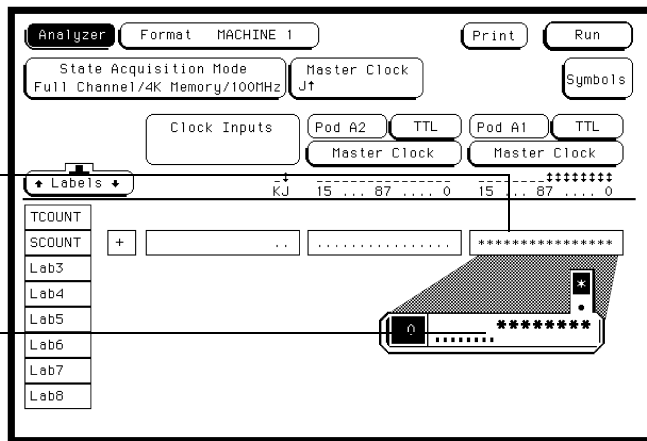 Analyzer Format MACHINE 1 Print Run
State Acquisition Mode
Full Channel/4K Memory/100MHz
Master Clock
J↑
Symbols
Clock Inputs Pod A2 TTL Pod A1 TTL
Master Clock Master Clock
↑ Labels ↓
KJ 15 ... 87 .... 0 15 ... 87 .... 0
TCOUNT
SCOUNT + .. ................ ****************
Lab3
Lab4 *
Lab5 .
Lab6 0 ........********
Lab7
Lab8